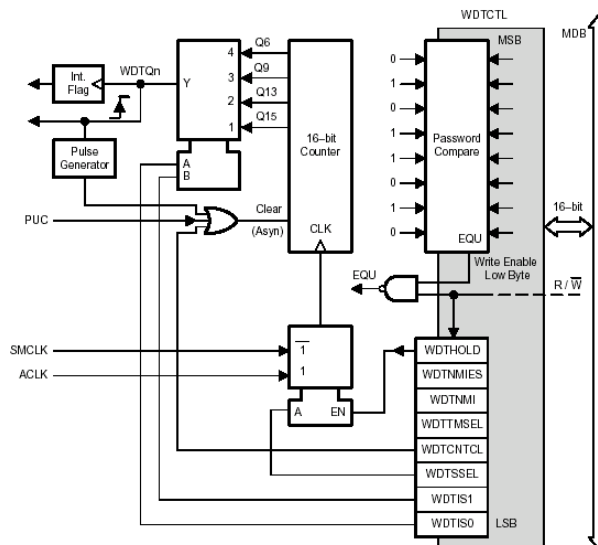 WDTCTL
MSB
MDB
Int.
Flag
WDTQn
Y
4
3
2
1
Q6
Q9
Q13
Q15
16–bit
Counter
CLK
Pulse
Generator
A
B
PUC
Clear
(Asyn)
0
1
0
1
1
0
1
0
Password
Compare
EQU
16–bit
Write Enable
Low Byte
EQU
R / W
SMCLK
ACLK
1
1
A
EN
WDTHOLD
WDTNMIES
WDTNMI
WDTTMSEL
WDTCNTCL
WDTSSEL
WDTIS1
WDTIS0
LSB